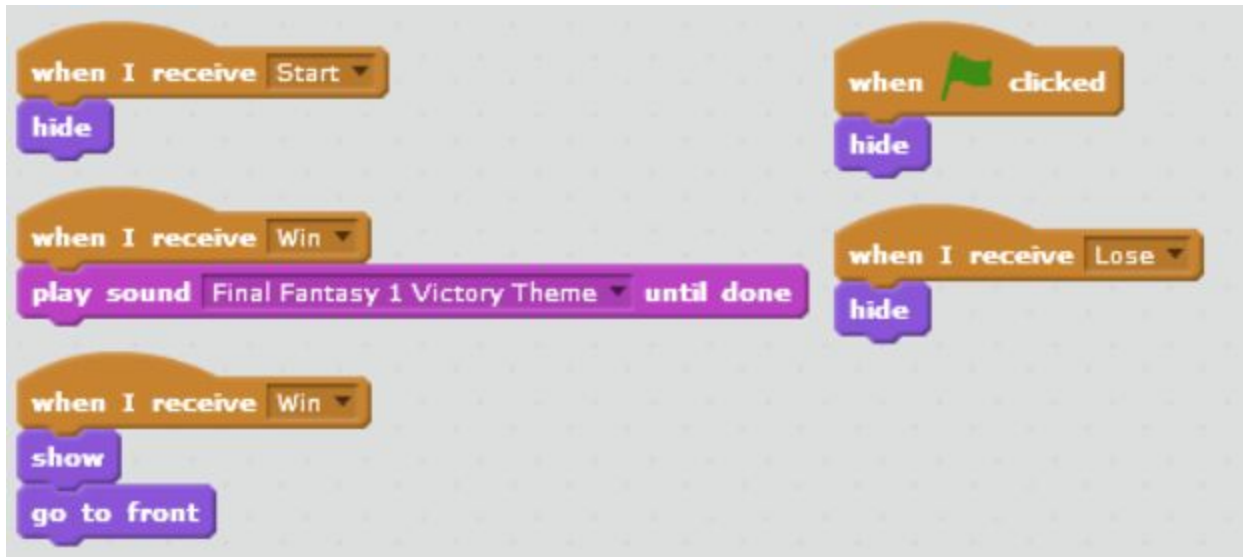 when I receive Start
hide
when I receive Win
play sound Final Fantasy 1 Victory Theme until done
when I receive Win
show
go to front
when clicked
hide
when I receive Lose
hide